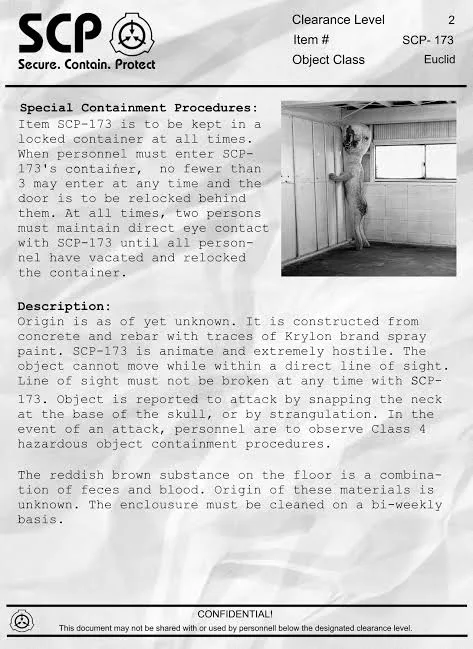 SCP
Secure. Contain. Protect
Clearance Level 2
Item # SCP- 173
Object Class Euclid
Special Containment Procedures:
Item SCP-173 is to be kept in a
locked container at all times.
When personnel must enter SCP-
173's container, no fewer than
3 may enter at any time and the
door is to be relocked behind
them. At all times, two persons
must maintain direct eye contact
with SCP-173 until all person-
nel have vacated and relocked
the container.
Description:
Origin is as of yet unknown. It is constructed from
concrete and rebar with traces of Krylon brand spray
paint. SCP-173 is animate and extremely hostile. The
object cannot move while within a direct line of sight.
Line of sight must not be broken at any time with SCP-
173. Object is reported to attack by snapping the neck
at the base of the skull, or by strangulation. In the
event of an attack, personnel are to observe Class 4
hazardous object containment procedures.
The reddish brown substance on the floor is a combina-
tion of feces and blood. Origin of these materials is
unknown. The enclousure must be cleaned on a bi-weekly
basis.
CONFIDENTIAL!
This document may not be shared with or used by personnell below the designated clearance level.